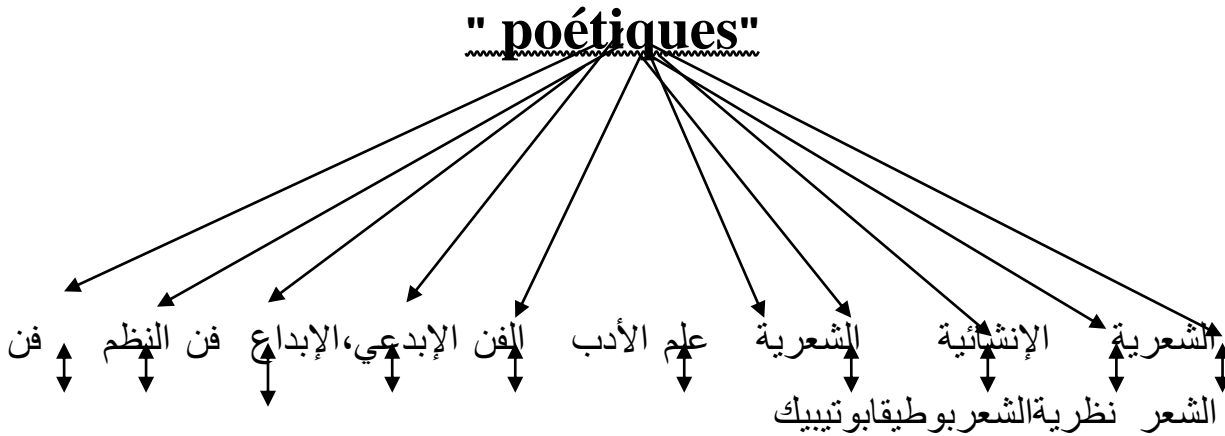 " poétiques"
الشعرية الإنشائية الشعرية علم الأدب الفن الإبدعي،الإبداع فن النظم فن
الشعر نظريةالشعربوطيقابوتيبيك